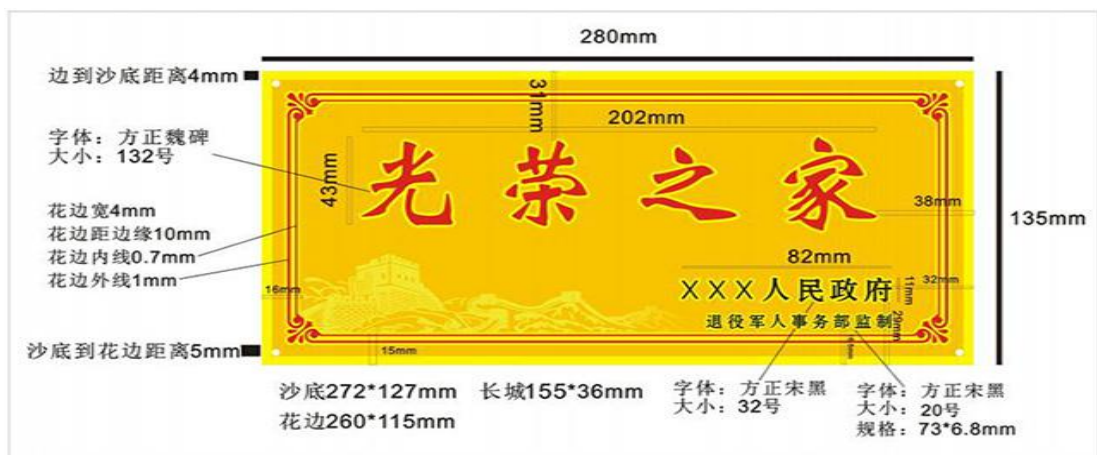 280mm
边到沙底距离4mm
31mm
202mm
字体：方正魏碑
大小：132号
43mm
光荣之家
38mm
135mm
花边宽4mm
花边距边缘10mm
花边内线0.7mm
花边外线1mm
82mm
16mm
11mm
32mm
XXX人民政府
29mm
退役军人事务部监制
沙底到花边距离5mm
15mm
沙底272*127mm
长城155*36mm
花边260*115mm
字体：方正宋黑
大小：32号
字体：方正宋黑
大小：20号
规格：73*6.8mm